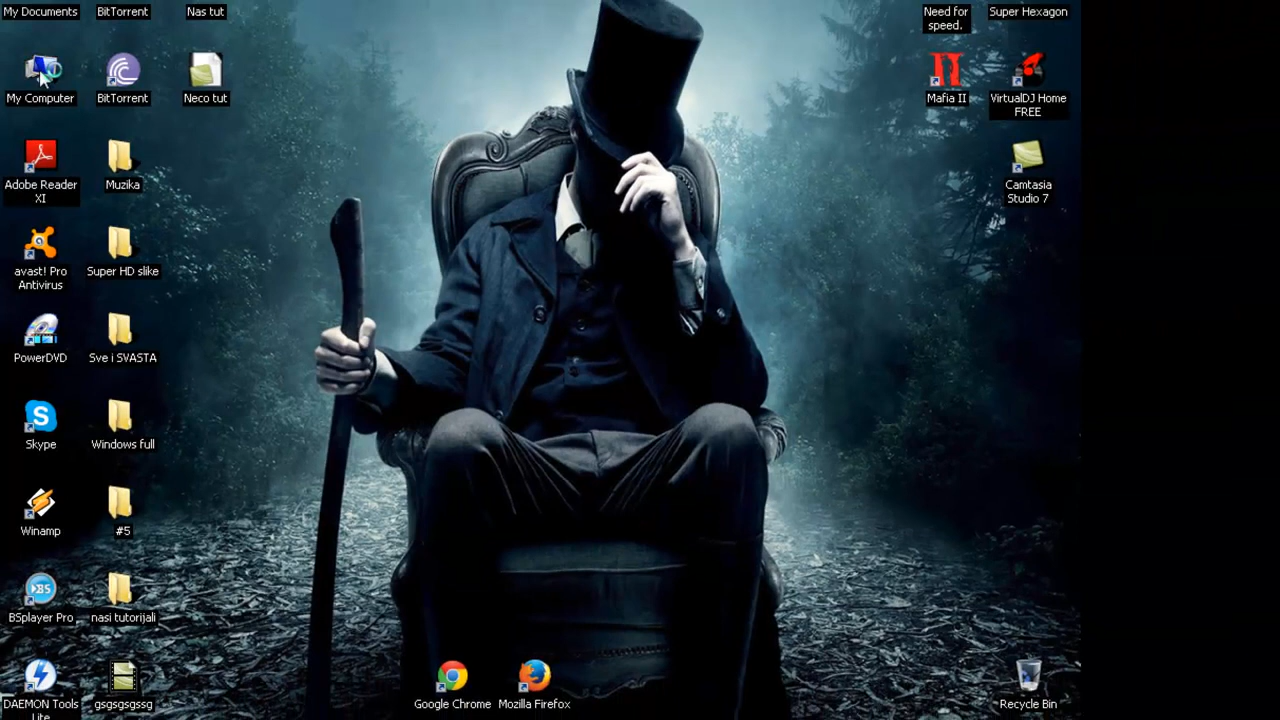 My Documents
BitTorrent
Nas tut
Need for
speed.
Super Hexagon
My Computer
BitTorrent
Neco tut
Mafia II
VirtualDJ Home
FREE
Adobe Reader
XI
Muzika
Camtasia
Studio 7
avast! Pro
Antivirus
Super HD slike
PowerDVD
Sve i SVASTA
Skype
Windows full
Winamp
#5
BSplayer Pro
nasi tutorijali
DAEMON Tools
Lite
gsgsgsgssg
Google Chrome
Mozilla Firefox
Recycle Bin